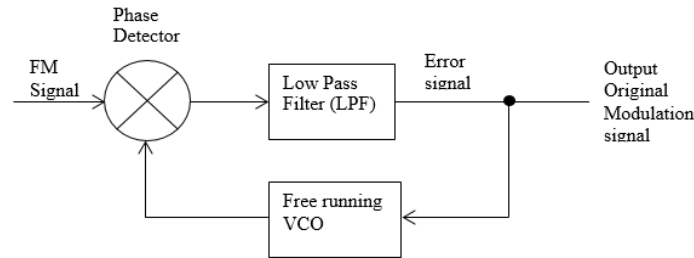 Phase
Detector
FM
Signal
Low Pass
Filter (LPF)
Error
signal
Output
Original
Modulation
signal
Free running
VCO